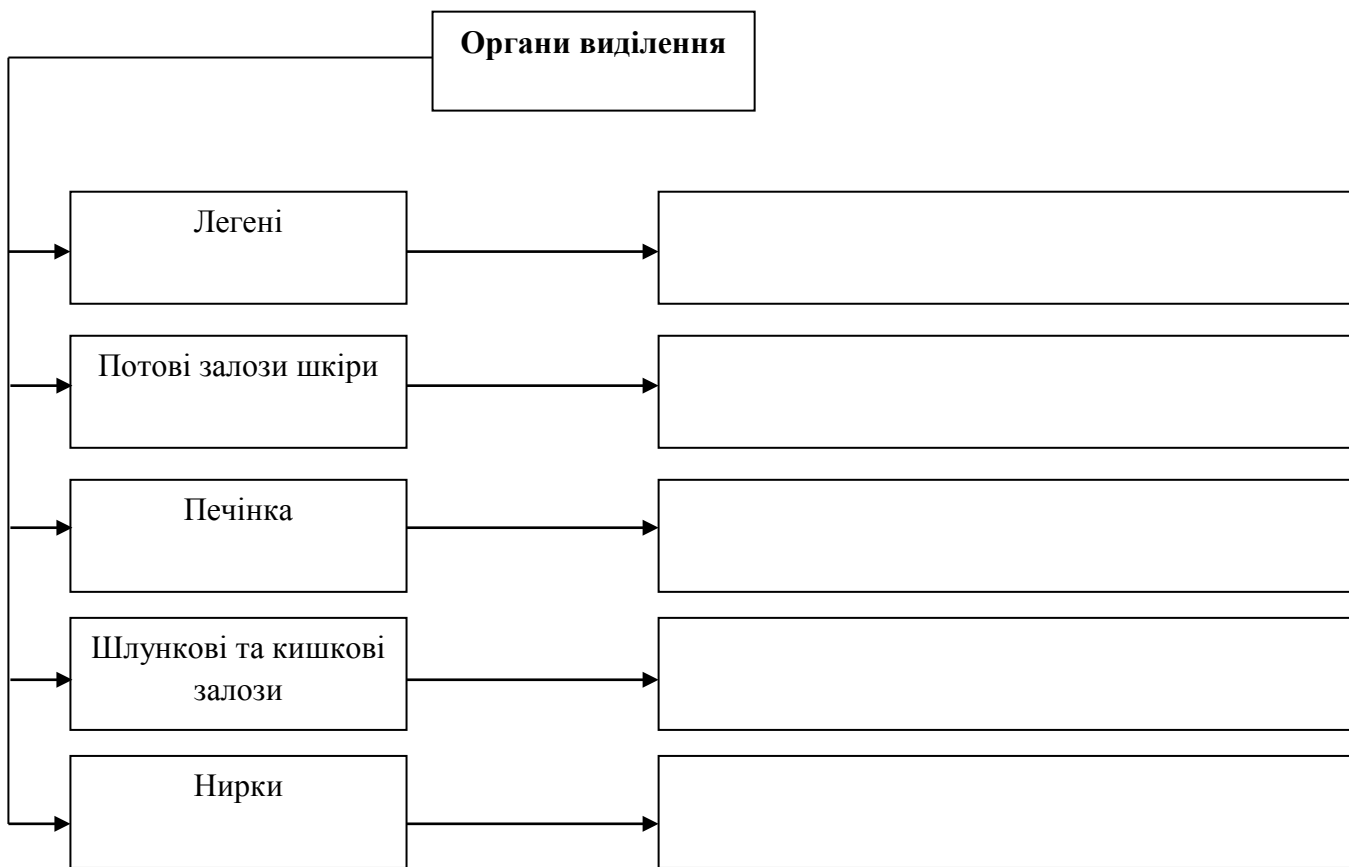 Органи виділення
Легені
Потові залози шкіри
Печінка
Шлункові та кишкові
залози
Нирки